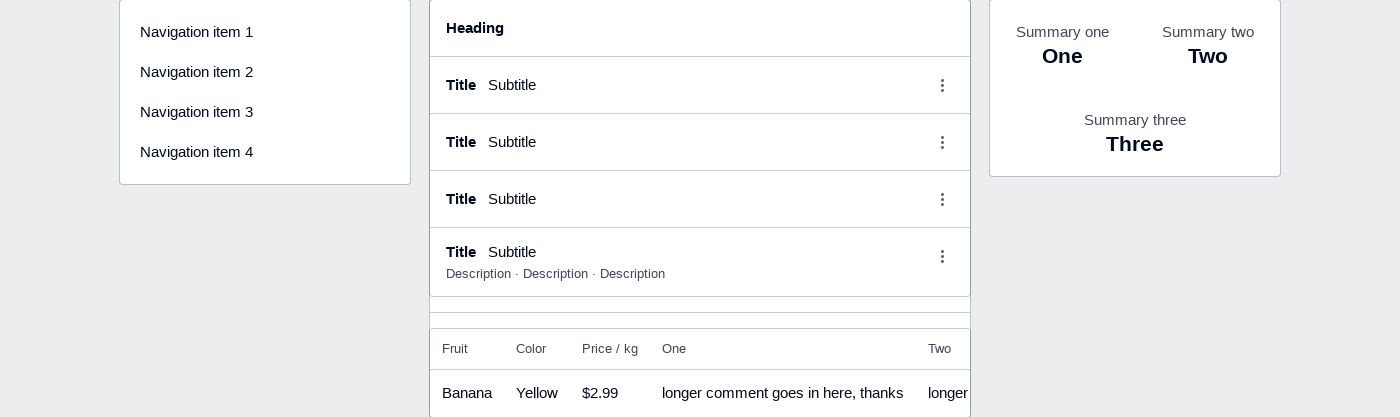 Navigation item 1
Navigation item 2
Navigation item 3
Navigation item 4
Heading
Title Subtitle
Title Subtitle
Title Subtitle
Title Subtitle
Description · Description · Description
Fruit Color Price / kg One Two
Banana Yellow $2.99 longer comment goes in here, thanks longer
Summary one Summary two
One Two
Summary three
Three